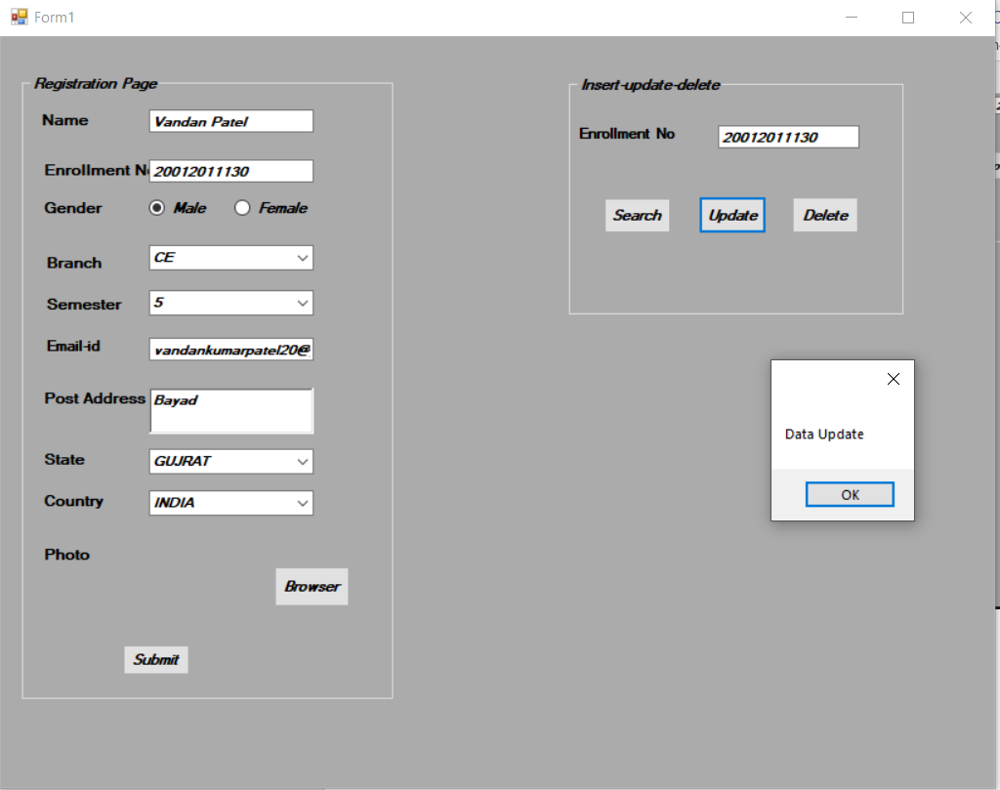 Form1
Registration Page
Name
Vandan Patel
Enrollment No
20012011130
Gender
Male
Female
Branch
CE
Semester
5
Email-id
vandankumarpatel20@
Post Address
Bayad
State
GUJRAT
Country
INDIA
Photo
Browser
Submit
Insert-update-delete
Enrollment No
20012011130
Search
Update
Delete
Data Update
OK